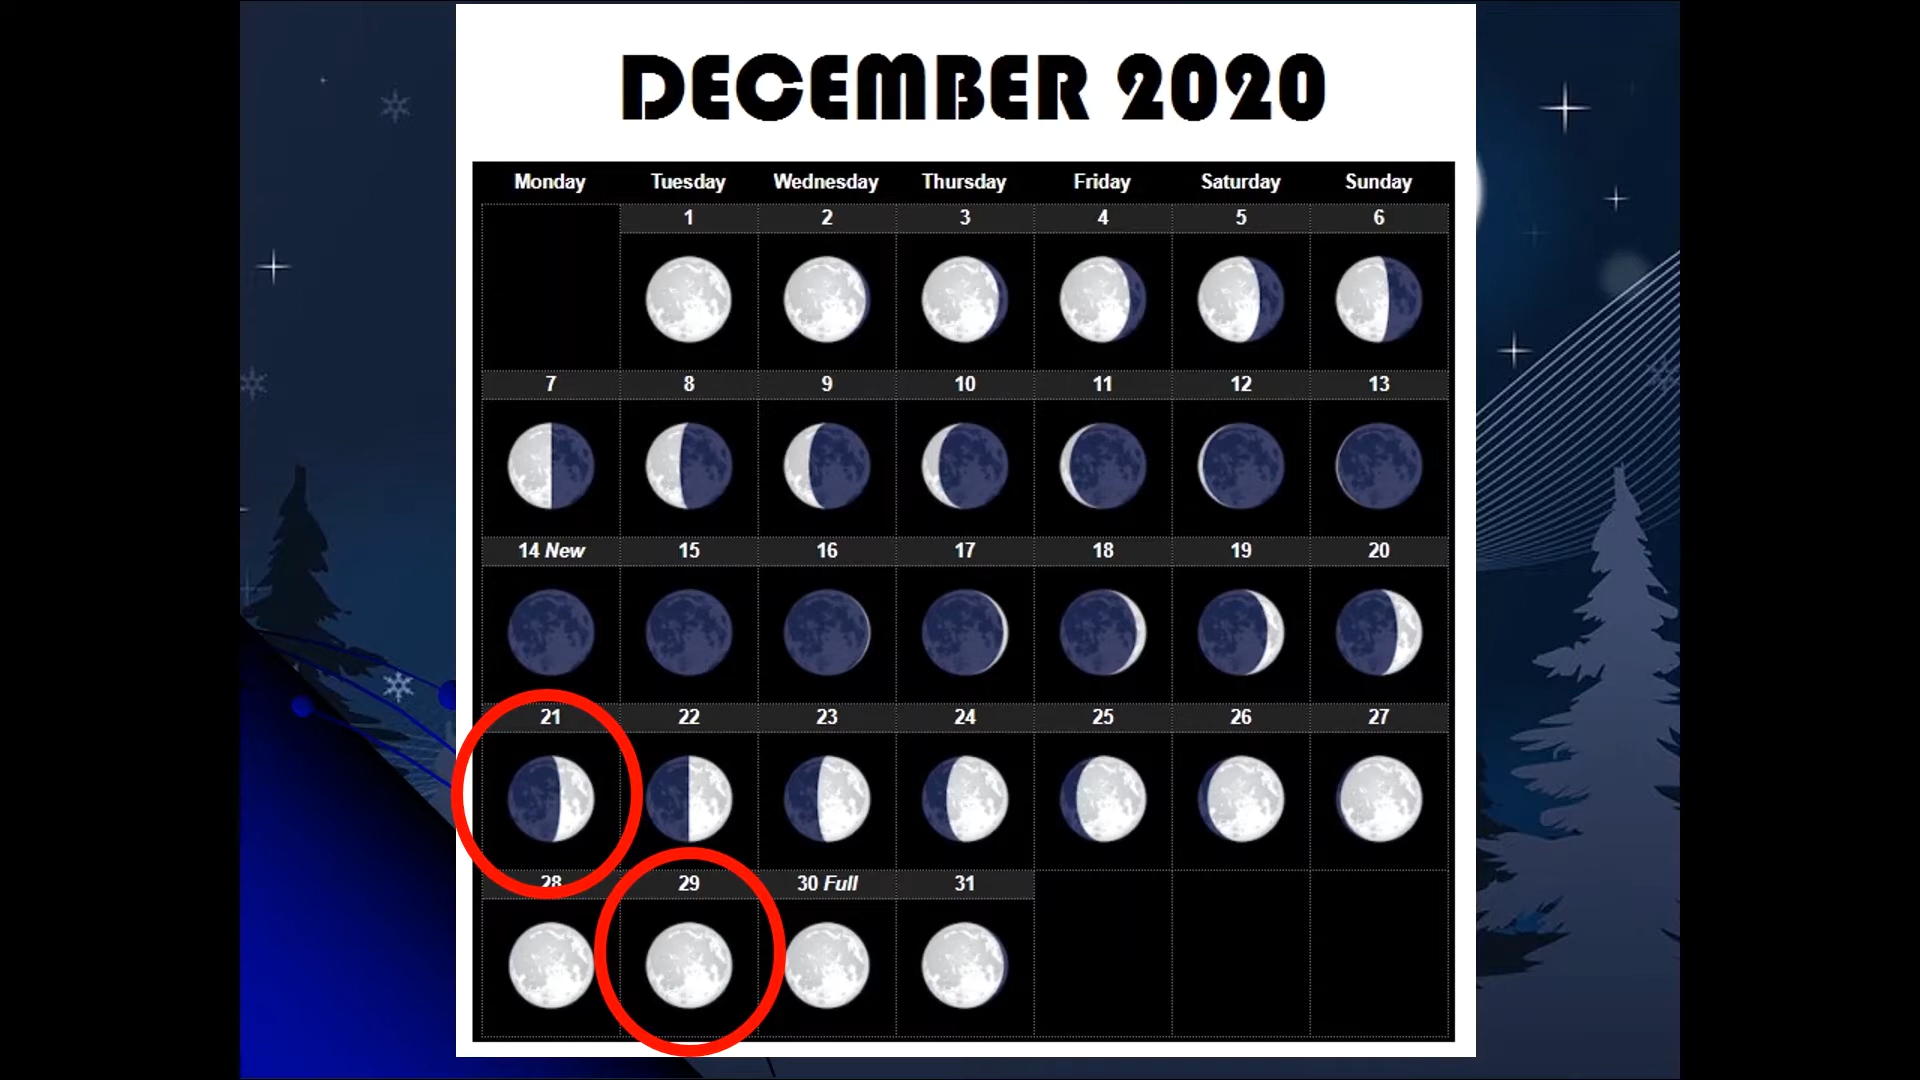 DECEMBER 2020
Monday Tuesday Wednesday Thursday Friday Saturday Sunday
1 2 3 4 5 6
7 8 9 10 11 12 13
14 New 15 16 17 18 19 20
21 22 23 24 25 26 27
28 29 30 Full 31